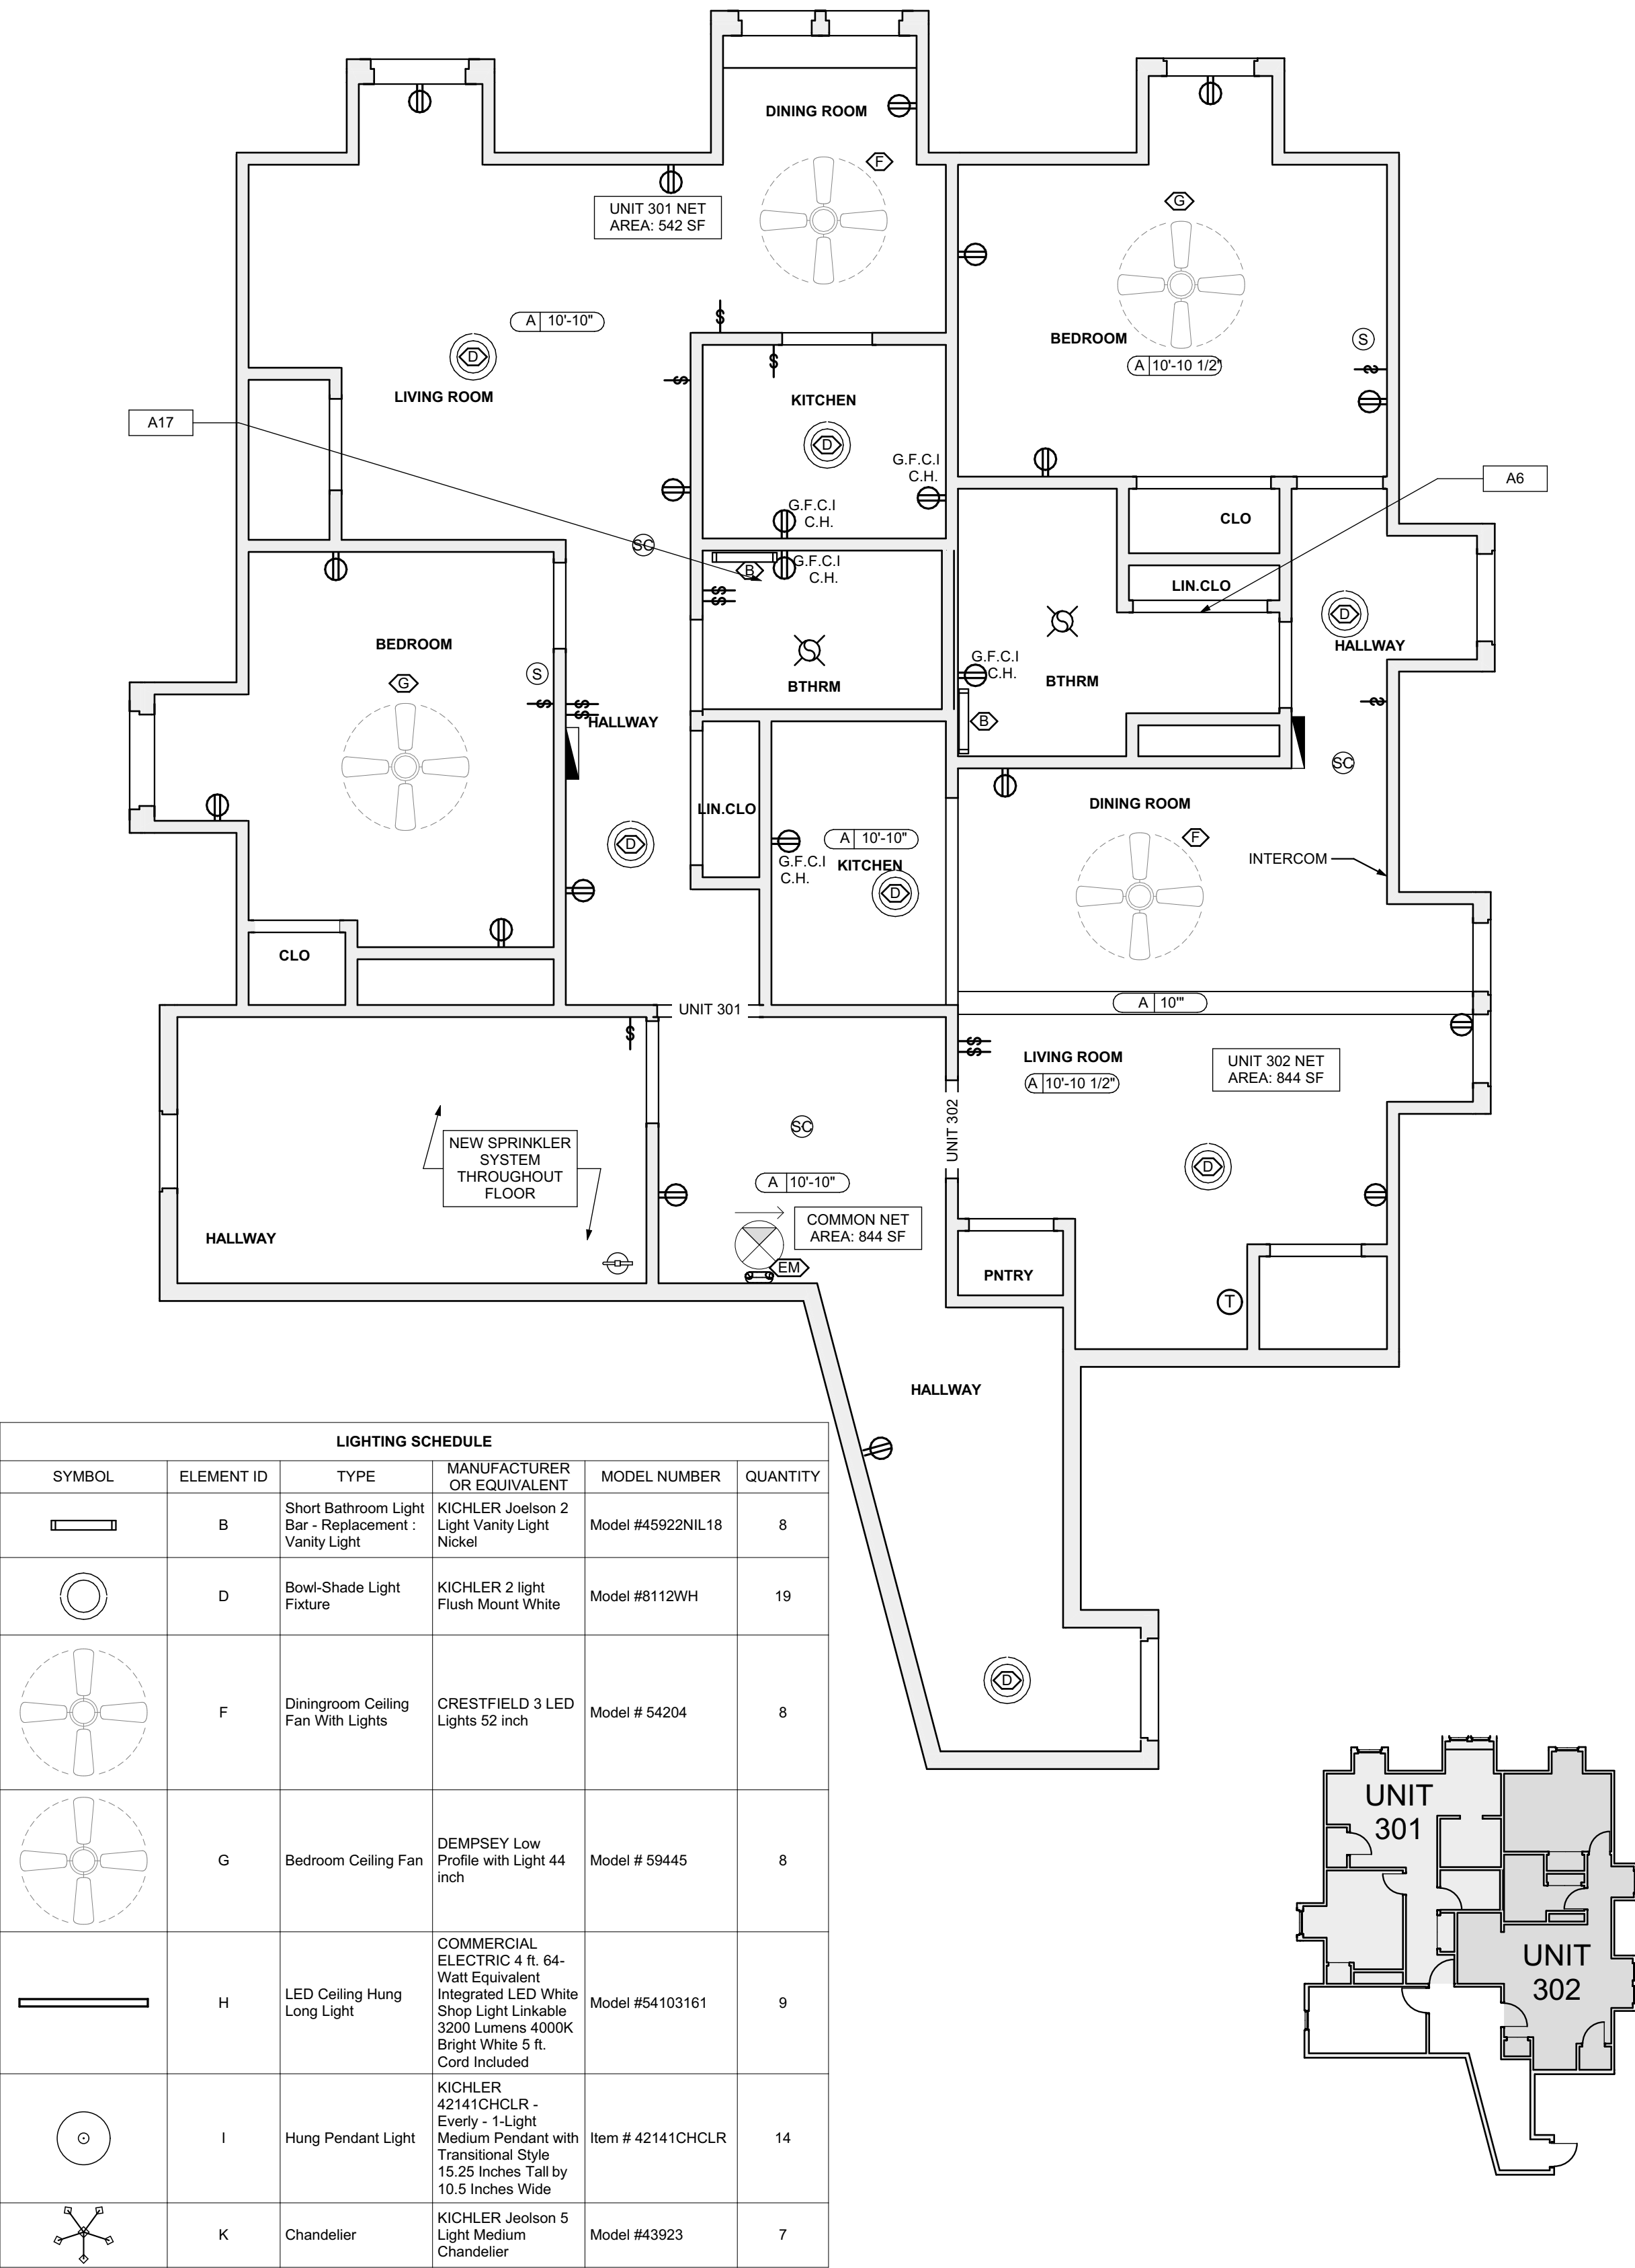 DINING ROOM
F
G
UNIT 301 NET
AREA: 542 SF
A 10'-10"
D
LIVING ROOM
S
S
S
BEDROOM
A 10'-10 1/2"
S
S
KITCHEN
D
A17
G.F.C.I
C.H.
G.F.C.I
C.H.
A6
CLO
SC
B
G.F.C.I
C.H.
SS
LIN.CLO
D
HALLWAY
BEDROOM
G
S
S
SS
HALLWAY
BTHRM
G.F.C.I
C.H.
BTHRM
B
S
SC
LIN.CLO
D
A 10'-10"
KITCHEN
G.F.C.I
C.H.
D
DINING ROOM
F
INTERCOM
CLO
UNIT 301
A 10'"
S
SS
LIVING ROOM
A 10'-10 1/2"
UNIT 302 NET
AREA: 844 SF
UNIT 302
NEW SPRINKLER
SYSTEM
THROUGHOUT
FLOOR
SC
D
A 10'-10"
COMMON NET
AREA: 844 SF
HALLWAY
EM
PNTRY
T
HALLWAY
D
LIGHTING SCHEDULE
SYMBOL ELEMENT ID TYPE MANUFACTURER OR EQUIVALENT MODEL NUMBER QUANTITY
B
Short Bathroom Light
Bar - Replacement :
Vanity Light
KICHLER Joelson 2
Light Vanity Light
Nickel
Model #45922NIL18
8
D
Bowl-Shade Light
Fixture
KICHLER 2 light
Flush Mount White
Model #8112WH
19
F
Diningroom Ceiling
Fan With Lights
CRESTFIELD 3 LED
Lights 52 inch
Model # 54204
8
G
Bedroom Ceiling Fan
DEMPSEY Low
Profile with Light 44
inch
Model # 59445
8
H
LED Ceiling Hung
Long Light
COMMERCIAL
ELECTRIC 4 ft. 64-
Watt Equivalent
Integrated LED White
Shop Light Linkable
3200 Lumens 4000K
Bright White 5 ft.
Cord Included
Model #54103161
9
I
Hung Pendant Light
KICHLER
42141CHCLR -
Everly - 1-Light
Medium Pendant with
Transitional Style
15.25 Inches Tall by
10.5 Inches Wide
Item # 42141CHCLR
14
K
Chandelier
KICHLER Jeolson 5
Light Medium
Chandelier
Model #43923
7
UNIT
301
UNIT
302